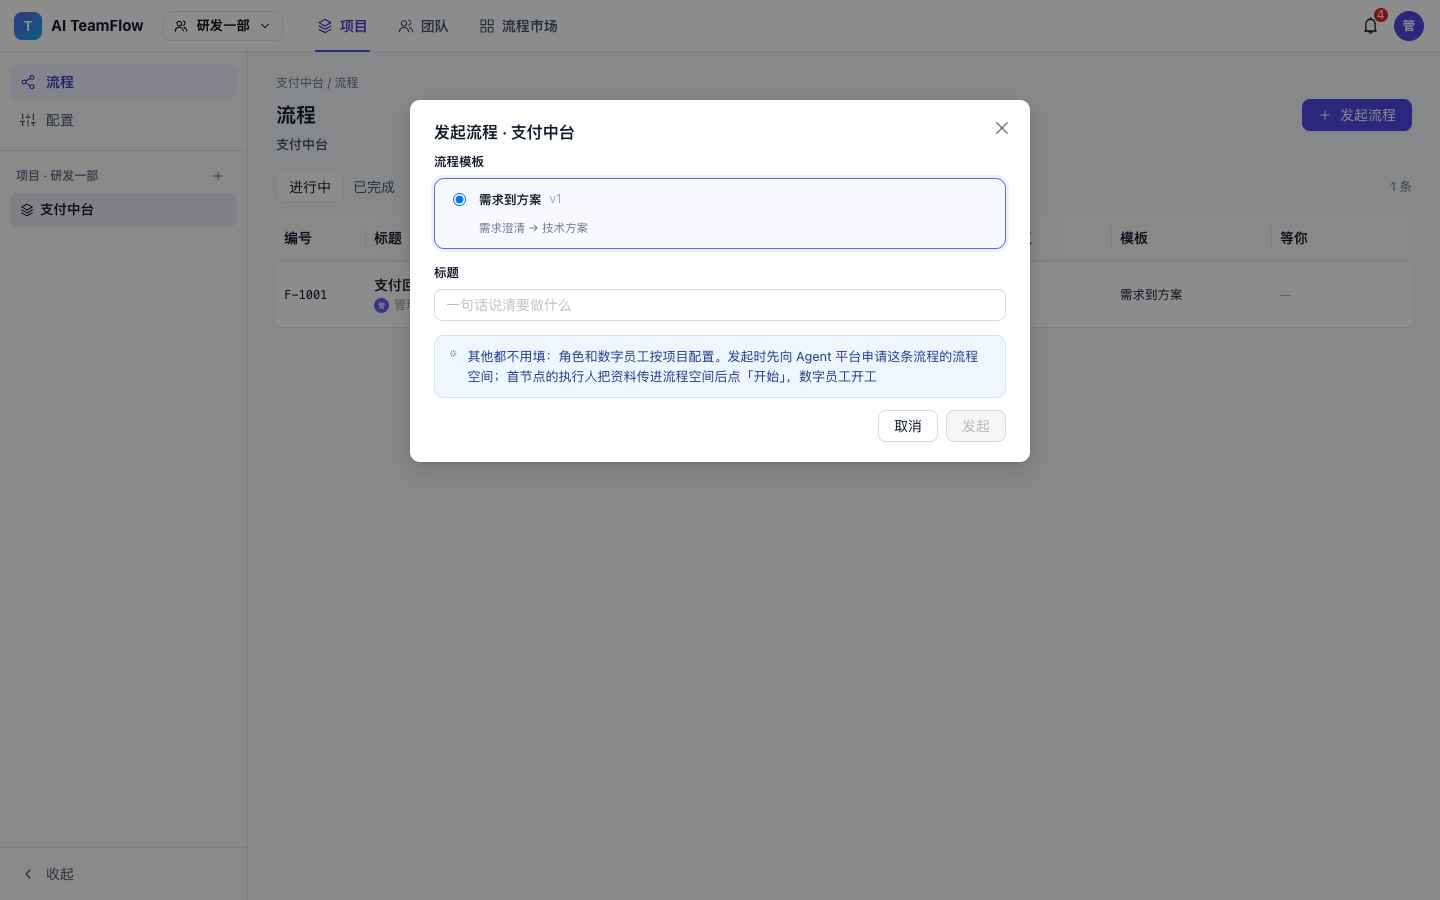 T AI TeamFlow 研发一部 项目 团队 流程市场 4 管
流程
配置
项目 · 研发一部
支付中台
收起
支付中台 / 流程
流程
支付中台
发起流程
进行中 已完成 1 条
编号 标题 模板 等你
F-1001 支付回 需求到方案 —
管 管
发起流程 · 支付中台
流程模板
需求到方案 v1
需求澄清 → 技术方案
标题
一句话说清要做什么
其他都不用填：角色和数字员工按项目配置。发起时先向 Agent 平台申请这条流程的流程
空间；首节点的执行人把资料传进流程空间后点「开始」，数字员工开工
取消 发起